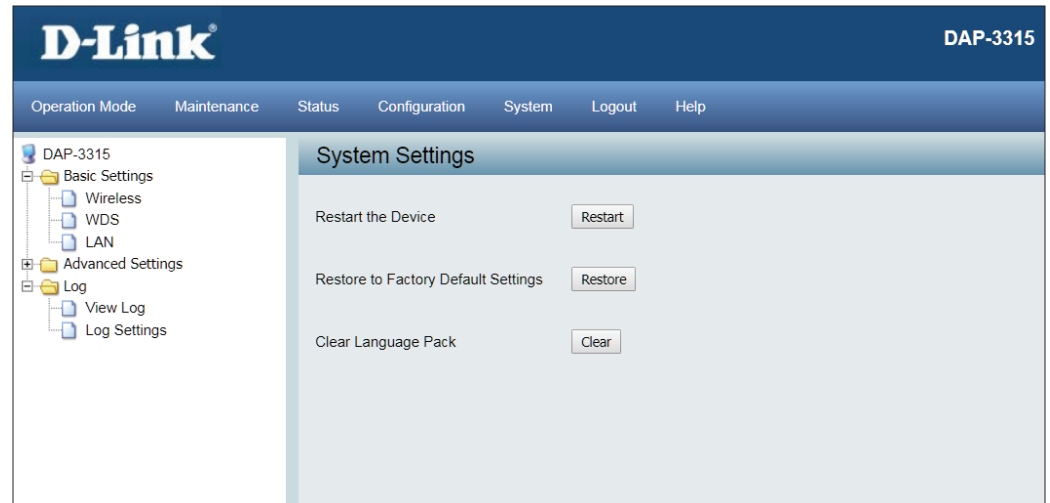 D-Link
DAP-3315
Operation Mode Maintenance Status Configuration System Logout Help
DAP-3315
Basic Settings
Wireless
WDS
LAN
Advanced Settings
Log
View Log
Log Settings
System Settings
Restart the Device Restart
Restore to Factory Default Settings Restore
Clear Language Pack Clear